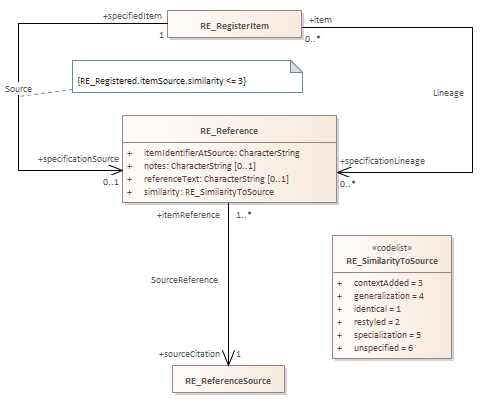 +specifiedItem
RE_RegisterItem
+item
1
0..*
{RE_Registered.itemSource.similarity <= 3}
Source
Lineage
RE_Reference
+ itemIdentifierAtSource: CharacterString
+ notes: CharacterString [0..1]
+ referenceText: CharacterString [0..1]
+ similarity: RE_SimilarityToSource
+specificationSource
0..1
+specificationLineage
0..*
+itemReference
1..*
SourceReference
«codelist»
RE_SimilarityToSource
+ contextAdded = 3
+ generalization = 4
+ identical = 1
+ restyled = 2
+ specialization = 5
+ unspecified = 6
+sourceCitation
1
RE_ReferenceSource